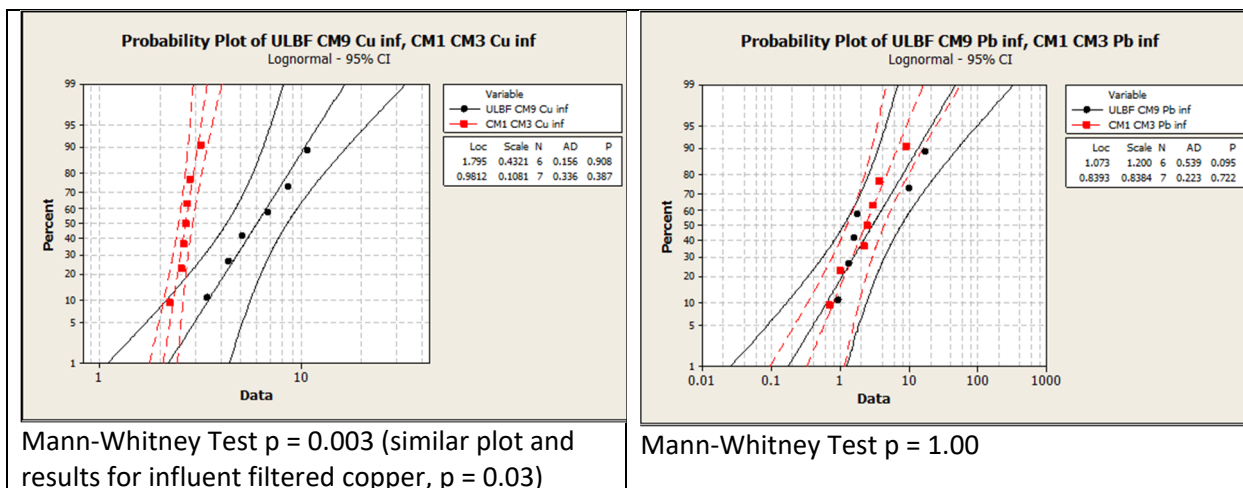 Probability Plot of ULBF CM9 Cu inf, CM1 CM3 Cu inf
Lognormal - 95% CI
99
95
90
80
70
60
50
40
30
20
10
5
1
Percent
1
10
Data
Variable
ULBF CM9 Cu inf
CM1 CM3 Cu inf
Loc Scale N AD P
1.795 0.4321 6 0.156 0.908
0.9812 0.1081 7 0.336 0.387
Mann-Whitney Test p = 0.003 (similar plot and
results for influent filtered copper, p = 0.03)
Probability Plot of ULBF CM9 Pb inf, CM1 CM3 Pb inf
Lognormal - 95% CI
99
95
90
80
70
60
50
40
30
20
10
5
1
Percent
0.01
0.1
1
10
100
1000
Data
Variable
ULBF CM9 Pb inf
CM1 CM3 Pb inf
Loc Scale N AD P
1.073 1.200 6 0.539 0.095
0.8393 0.8384 7 0.223 0.722
Mann-Whitney Test p = 1.00